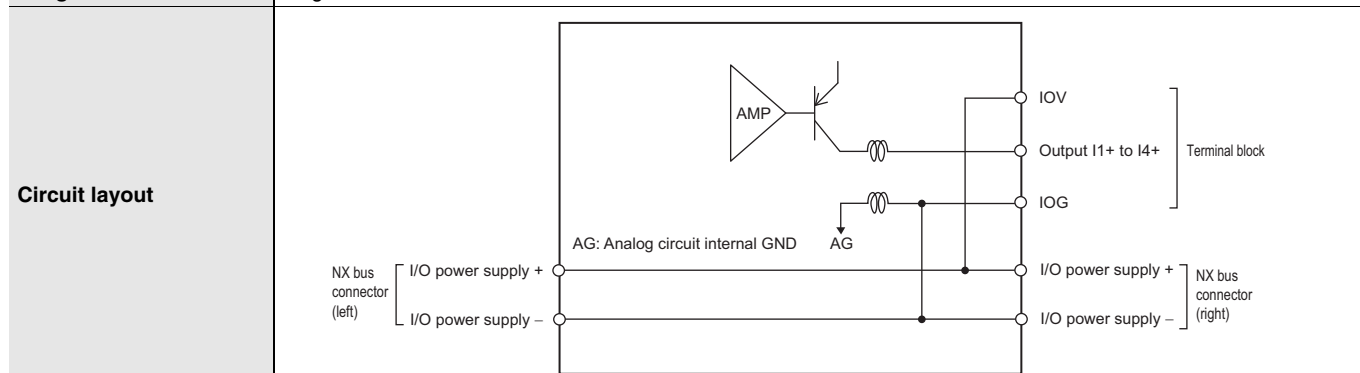 Circuit layout
AMP
IOV
Output I1+ to I4+
Terminal block
IOG
AG: Analog circuit internal GND
AG
NX bus
connector
(left)
I/O power supply +
I/O power supply −
I/O power supply +
I/O power supply −
NX bus
connector
(right)